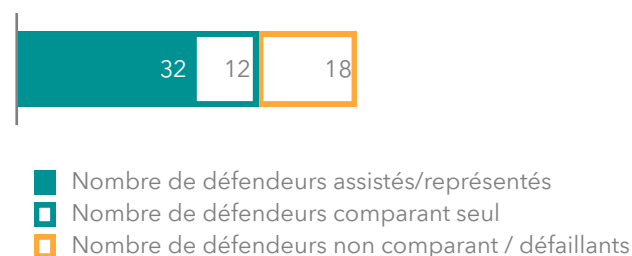 32 12 18
Nombre de défendeurs assistés/représentés
Nombre de défendeurs comparant seul
Nombre de défendeurs non comparant / défaillants